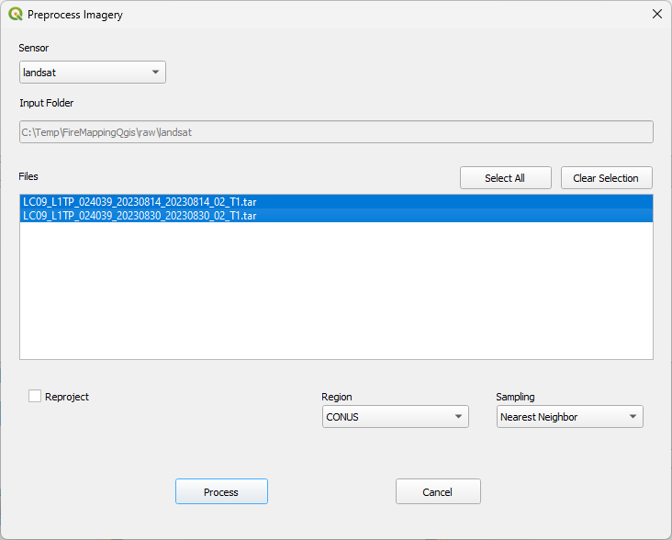 Preprocess Imagery
Sensor
landsat
Input Folder
C:\Temp\FireMappingQgis\raw\landsat
Files
Select All
Clear Selection
LC09_L1TP_024039_20230814_20230814_02_T1.tar
LC09_L1TP_024039_20230830_20230830_02_T1.tar
Reproject
Region
Sampling
CONUS
Nearest Neighbor
Process
Cancel